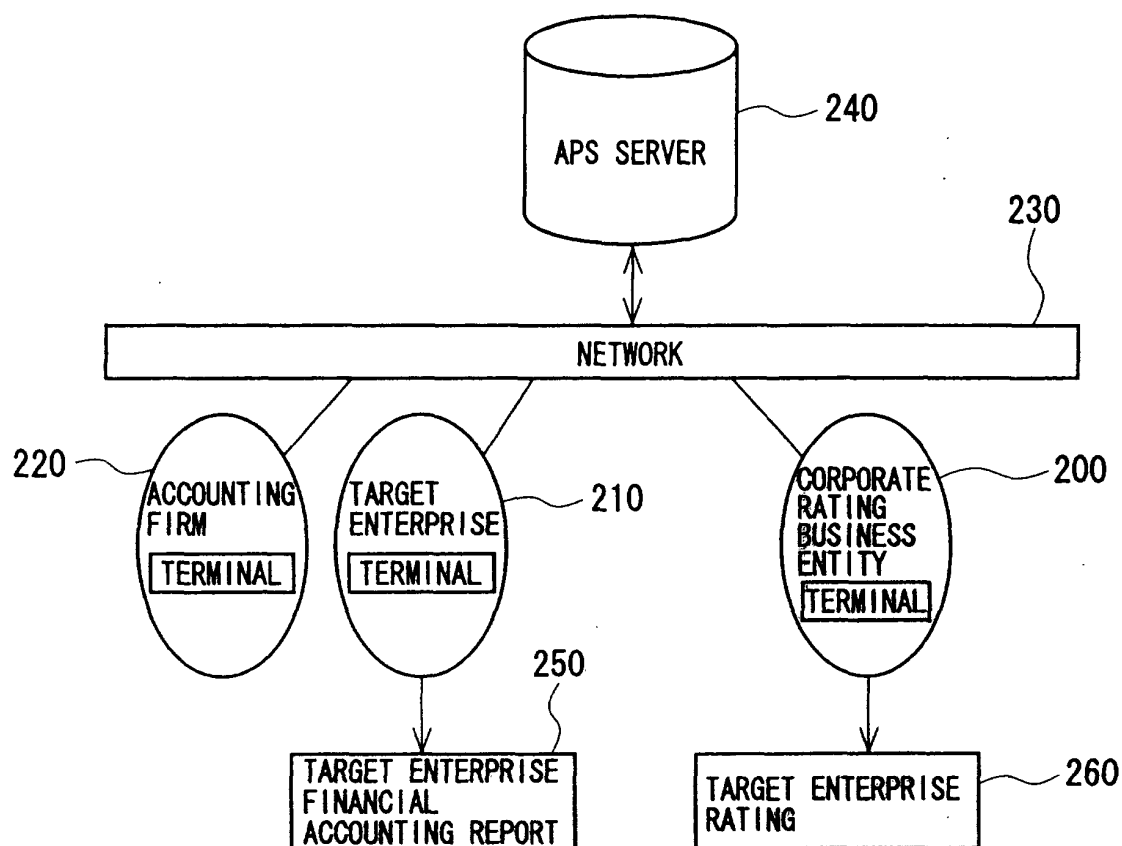 240
APS SERVER
230
NETWORK
220
ACCOUNTING
FIRM
TERMINAL
TARGET
ENTERPRISE
TERMINAL
210
CORPORATE
RATING
BUSINESS
ENTITY
TERMINAL
200
250
TARGET ENTERPRISE
FINANCIAL
ACCOUNTING REPORT
TARGET ENTERPRISE
RATING
260